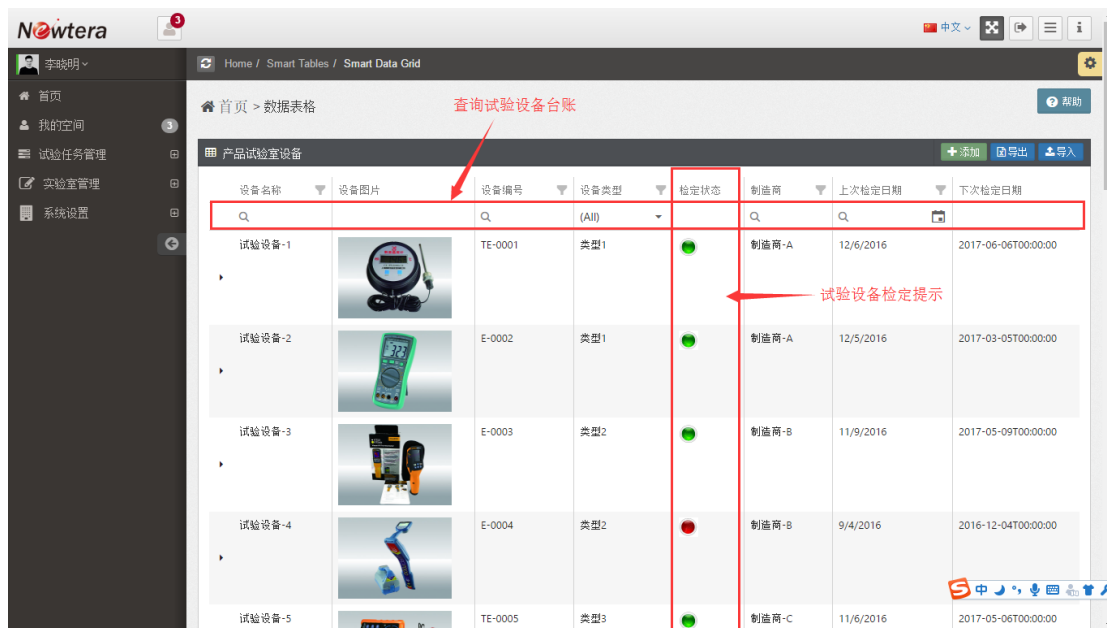 Newtera
3
中文
李晓明
Home / Smart Tables / Smart Data Grid
首页
我的空间 3
试验任务管理
实验室管理
系统设置
首页 > 数据表格
帮助
查询试验设备台账
产品试验室设备
添加 导出 导入
设备名称 设备图片 设备编号 设备类型 检定状态 制造商 上次检定日期 下次检定日期
(All)
试验设备-1 TE-0001 类型1 制造商-A 12/6/2016 2017-06-06T00:00:00
试验设备检定提示
试验设备-2 E-0002 类型1 制造商-A 12/5/2016 2017-03-05T00:00:00
试验设备-3 E-0003 类型2 制造商-B 11/9/2016 2017-05-09T00:00:00
试验设备-4 E-0004 类型2 制造商-B 9/4/2016 2016-12-04T00:00:00
中
试验设备-5 TE-0005 类型3 制造商-C 11/6/2016 2017-05-06T00:00:00